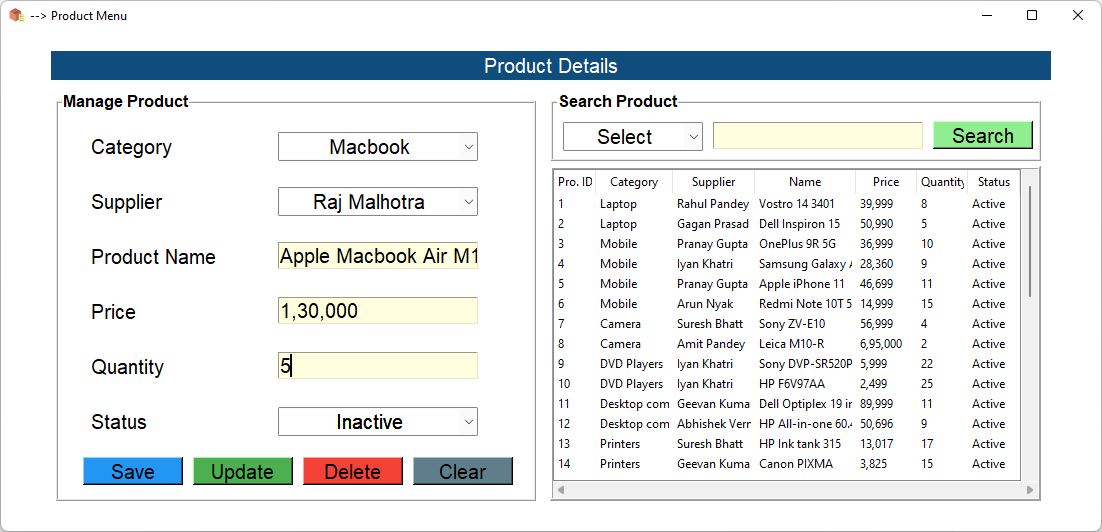 --> Product Menu
Product Details
Manage Product
Category Macbook
Supplier Raj Malhotra
Product Name Apple Macbook Air M1
Price 1,30,000
Quantity 5
Status Inactive
Save Update Delete Clear
Search Product
Select Search
Pro. ID Category Supplier Name Price Quantity Status
1 Laptop Rahul Pandey Vostro 14 3401 39,999 8 Active
2 Laptop Gagan Prasad Dell Inspiron 15 50,990 5 Active
3 Mobile Pranay Gupta OnePlus 9R 5G 36,999 10 Active
4 Mobile Iyan Khatri Samsung Galaxy 28,360 9 Active
5 Mobile Pranay Gupta Apple iPhone 11 46,699 11 Active
6 Mobile Arun Nyak Redmi Note 10T 5 14,999 15 Active
7 Camera Suresh Bhatt Sony ZV-E10 56,999 4 Active
8 Camera Amit Pandey Leica M10-R 6,95,000 2 Active
9 DVD Players Iyan Khatri Sony DVP-SR520P 5,999 22 Active
10 DVD Players Iyan Khatri HP F6V97AA 2,499 25 Active
11 Desktop com Geevan Kuma Dell Optiplex 19 in 89,999 11 Active
12 Desktop com Abhishek Vern HP All-in-one 60.4 50,696 9 Active
13 Printers Suresh Bhatt HP Ink tank 315 13,017 17 Active
14 Printers Geevan Kuma Canon PIXMA 3,825 15 Active